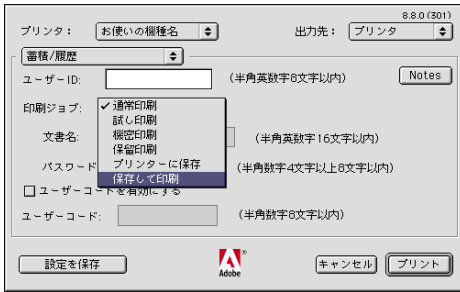 8.8.0 (301)
プリンタ： お使いの機種名 出力先： プリンタ
蓄積/履歴
ユーザーID: (半角英数字8文字以内) Notes
印刷ジョブ: ✓通常印刷
試し印刷
文書名: 機密印刷 (半角英数字16文字以内)
保留印刷
パスワード プリンターに保存 (半角数字4文字以上8文字以内)
保存して印刷
ユーザーコードを有効にする
ユーザーコード: (半角数字8文字以内)
設定を保存 Adobe キャンセル プリント